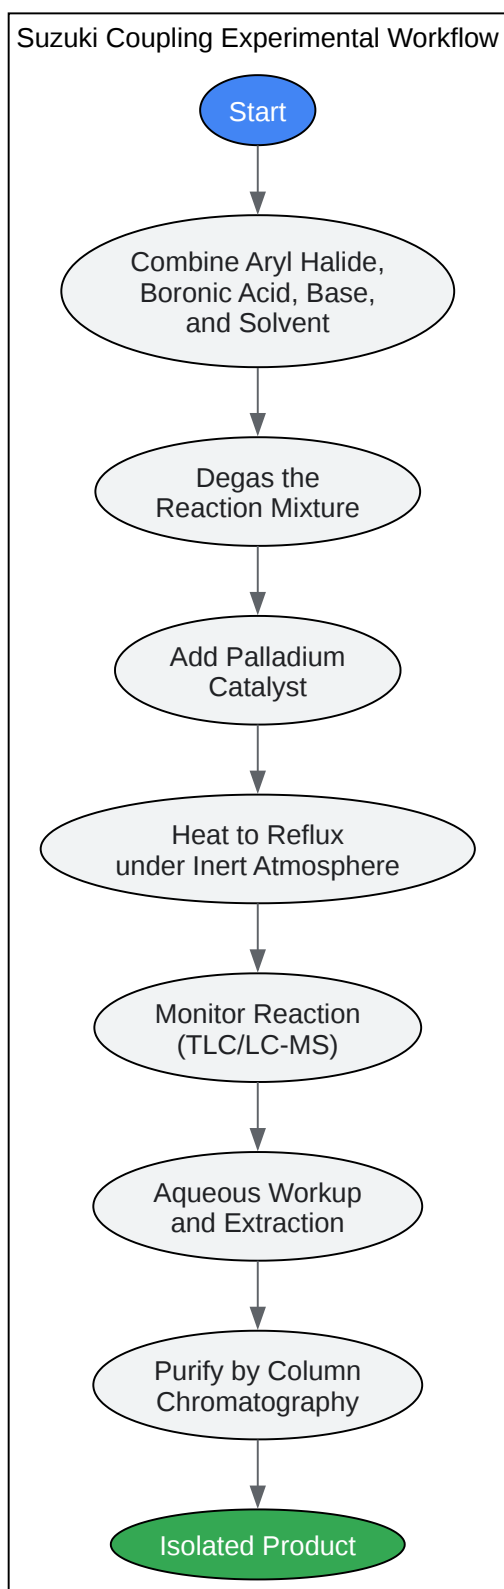 Suzuki Coupling Experimental Workflow
Start
Combine Aryl Halide,
Boronic Acid, Base,
and Solvent
Degas the
Reaction Mixture
Add Palladium
Catalyst
Heat to Reflux
under Inert Atmosphere
Monitor Reaction
(TLC/LC-MS)
Aqueous Workup
and Extraction
Purify by Column
Chromatography
Isolated Product